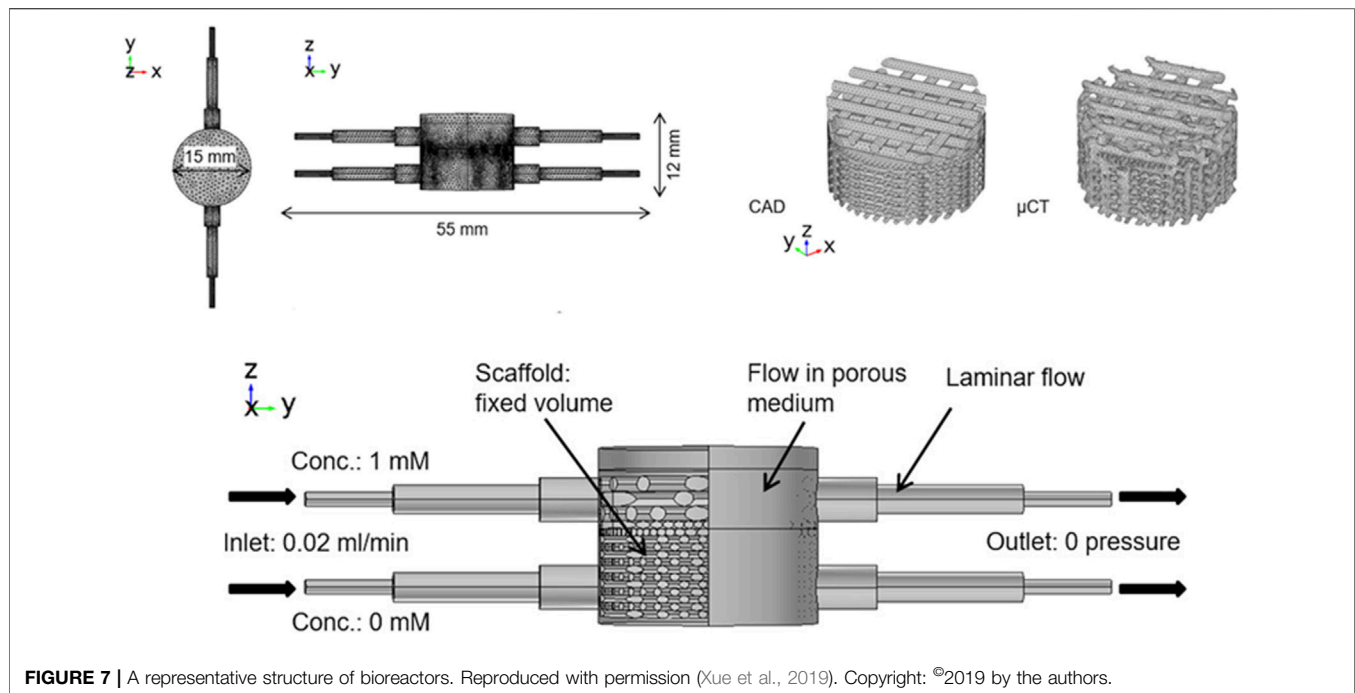 y
z x
15 mm
z
x y
12 mm
55 mm
CAD
µCT
z
y x
z
x y
Scaffold:
fixed volume
Flow in porous
medium
Laminar flow
Conc.: 1 mM
Inlet: 0.02 ml/min
Outlet: 0 pressure
Conc.: 0 mM
FIGURE 7 | A representative structure of bioreactors. Reproduced with permission (Xue et al., 2019). Copyright: ©2019 by the authors.